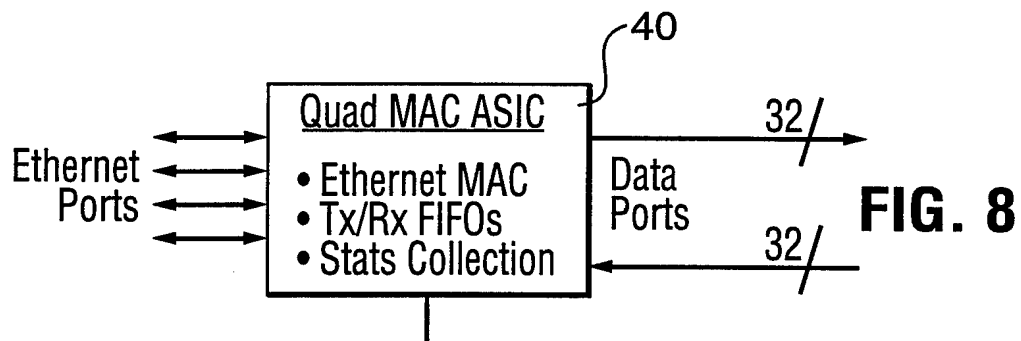 40
Quad MAC ASIC
• Ethernet MAC
• Tx/Rx FIFOs
• Stats Collection
Ethernet
Ports
Data
Ports
32
32
FIG. 8